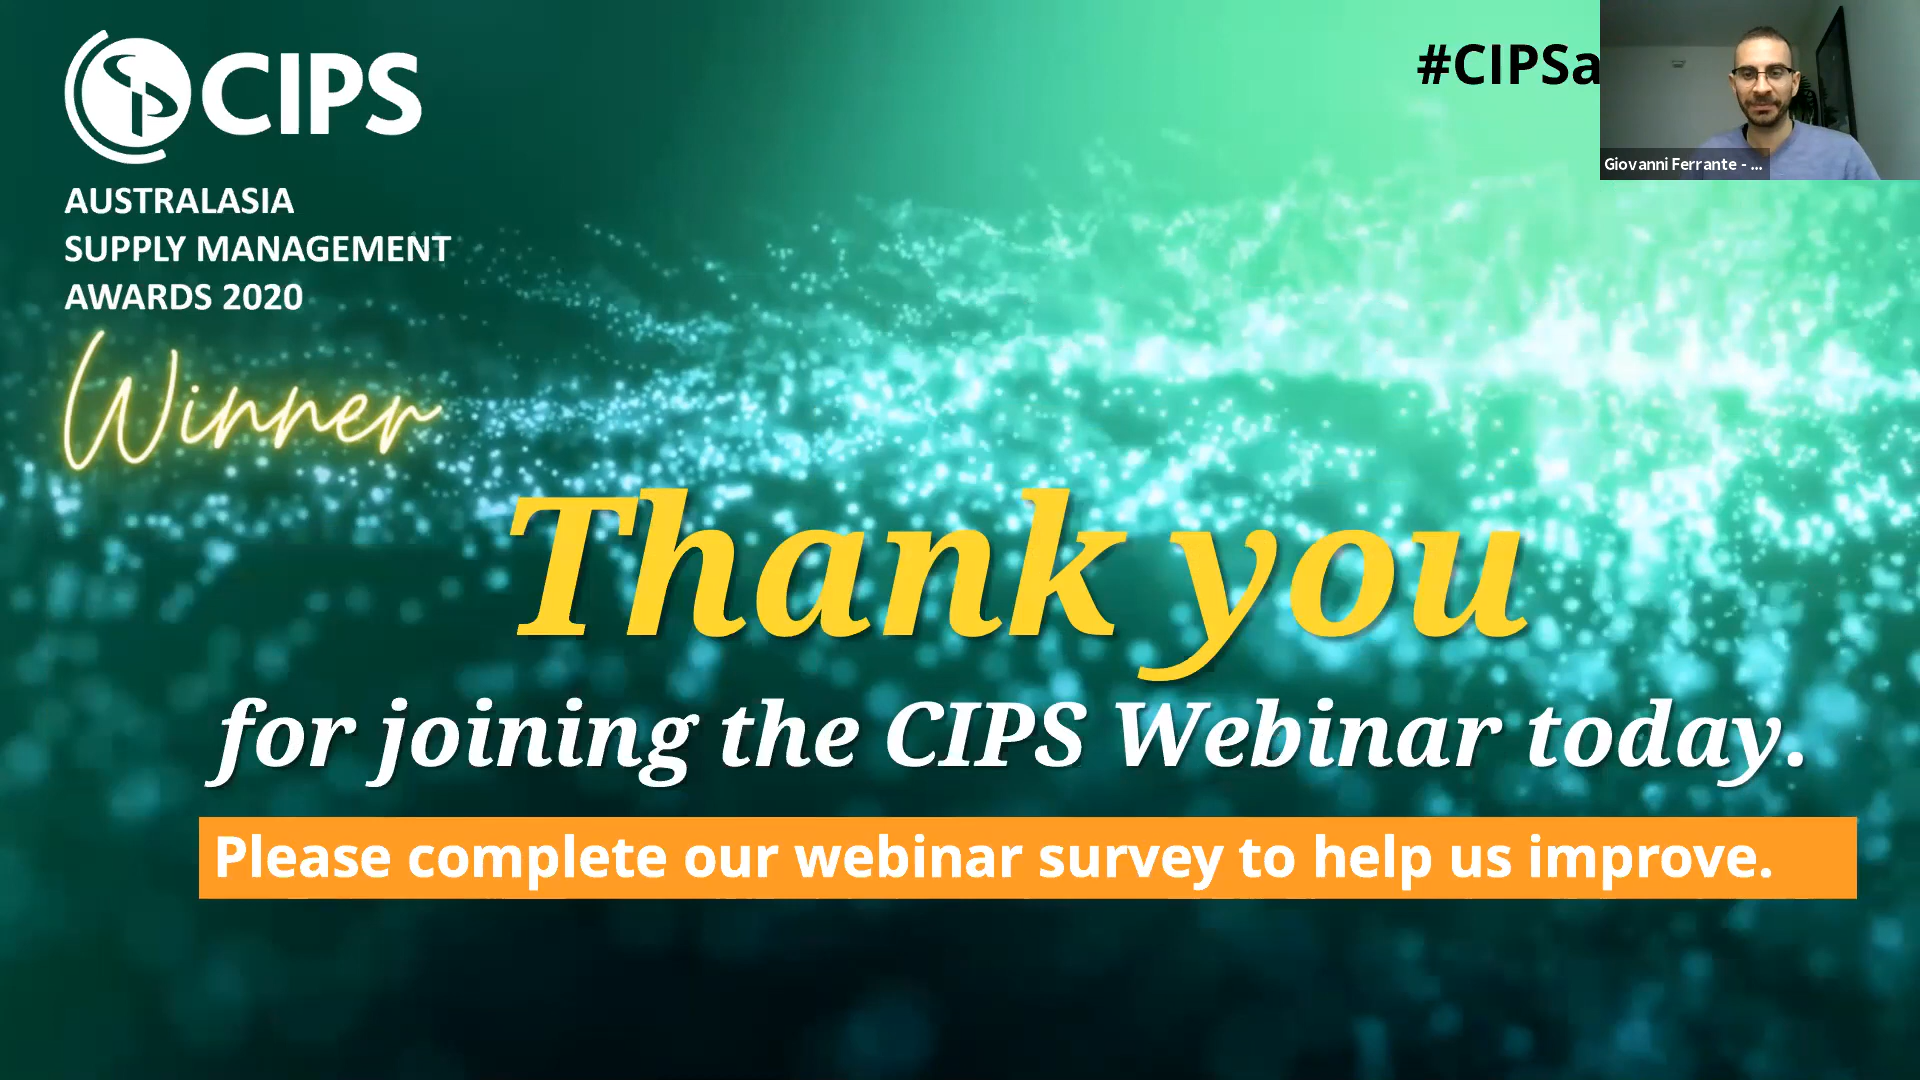 CIPS
#CIPSa
AUSTRALASIA
SUPPLY MANAGEMENT
AWARDS 2020
Winner
Giovanni Ferrante - ...
Thank you
for joining the CIPS Webinar today.
Please complete our webinar survey to help us improve.